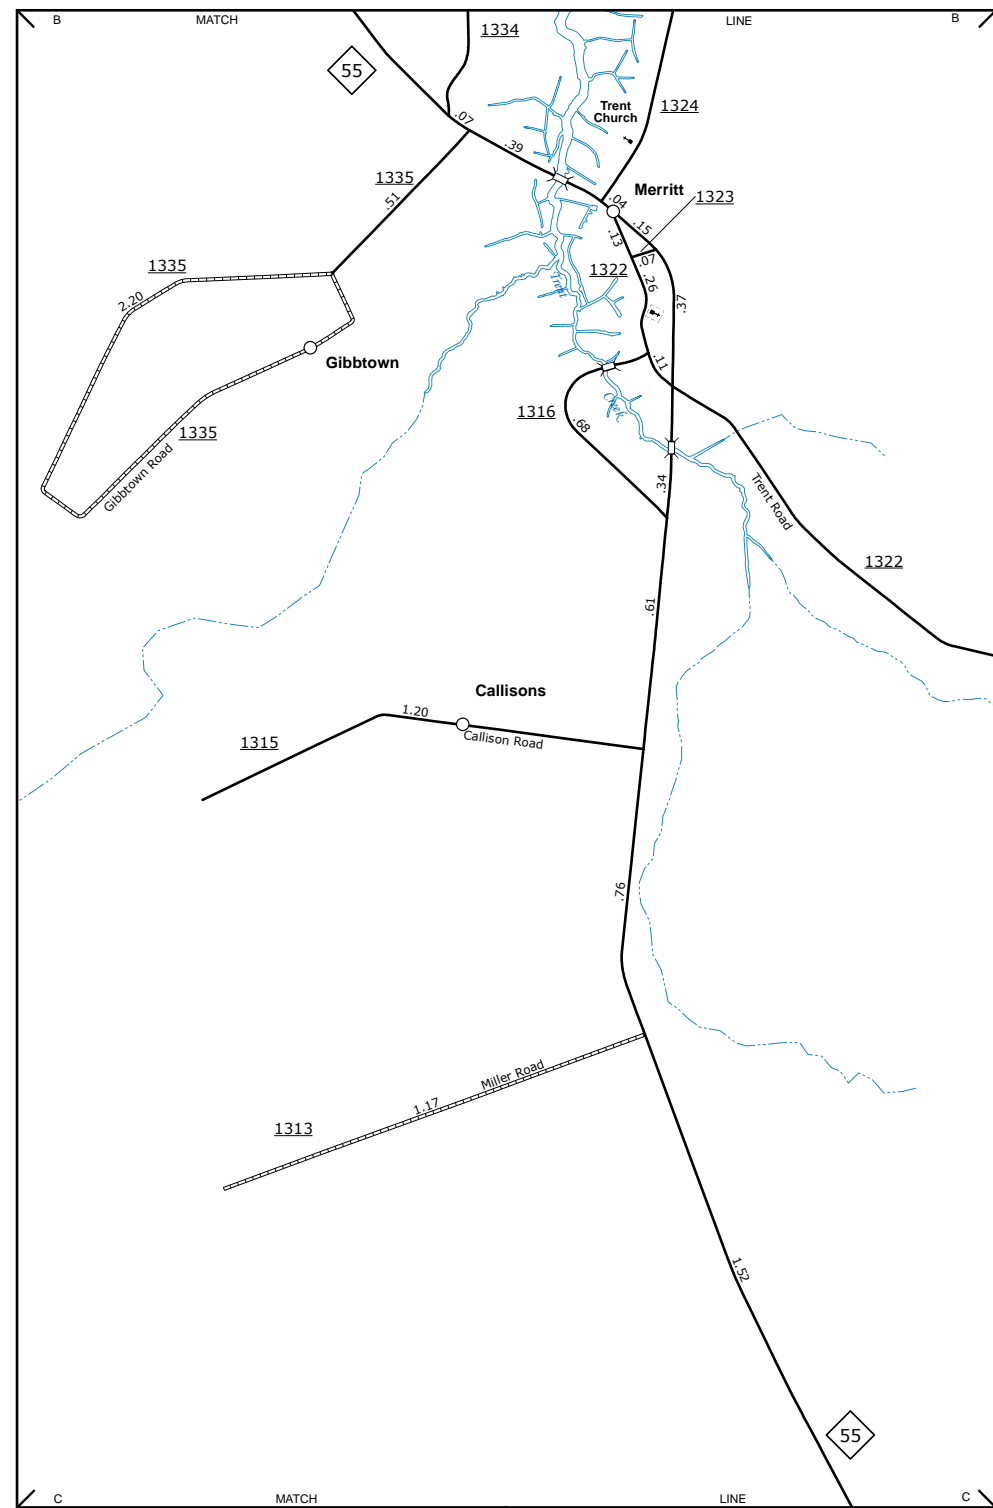 B MATCH LINE B
1334
55
.07
Trent
Church
1324
.39
1335
.51
Merritt
1323
.04
.15
.13
.07
1322
.26
1335
2.20
Trent
.37
Gibbtown
.11
1316
Creek
.68
1335
Gibbtown Road
.34
Trent Road
1322
.61
Callisons
1.20
Callison Road
1315
.76
Miller Road
1.17
1313
1.52
55
C MATCH LINE C